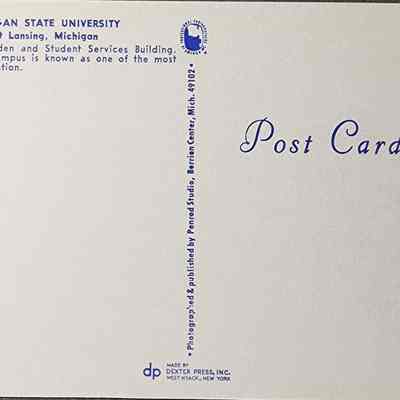 GAN STATE UNIVERSITY
t Lansing, Michigan
den and Student Services Building.
mpus is known as one of the most
tion.
• Photographed & published by Penrod Studio, Berrien Center, Mich. 49102 •
Post Card
dp
MADE BY
DEXTER PRESS, INC.
WEST NYACK, NEW YORK